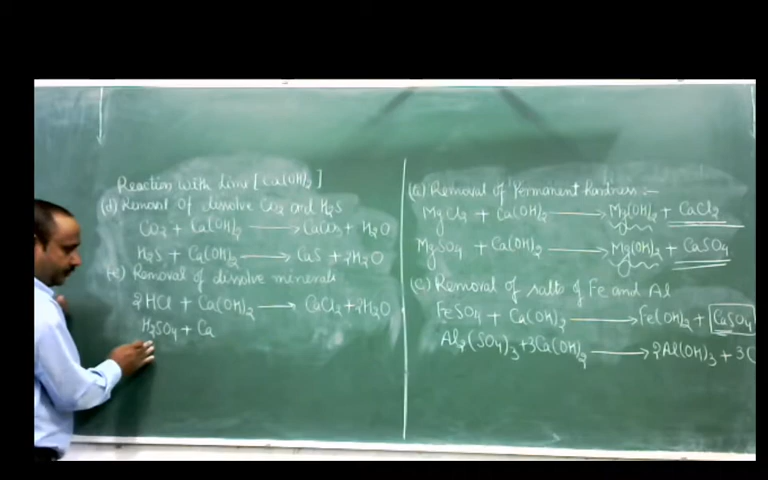 Reaction with lime [Ca(OH)₂]
(d) Removal of dissolve CO₂ and H₂S
CO₂ + Ca(OH)₂ ⟶ CaCO₃ + H₂O
H₂S + Ca(OH)₂ ⟶ CaS + 2H₂O
(e) Removal of dissolve minerals
2HCl + Ca(OH)₂ ⟶ CaCl₂ + 2H₂O
H₂SO₄ + Ca
Removal of Permanent Hardness :-
MgCl₂ + Ca(OH)₂ ⟶ Mg(OH)₂ + CaCl₂
MgSO₄ + Ca(OH)₂ ⟶ Mg(OH)₂ + CaSO₄
Removal of salts of Fe and Al
FeSO₄ + Ca(OH)₂ ⟶ Fe(OH)₂ + CaSO₄
Al₂(SO₄)₃ + 3Ca(OH)₂ ⟶ 2Al(OH)₃ + 3C